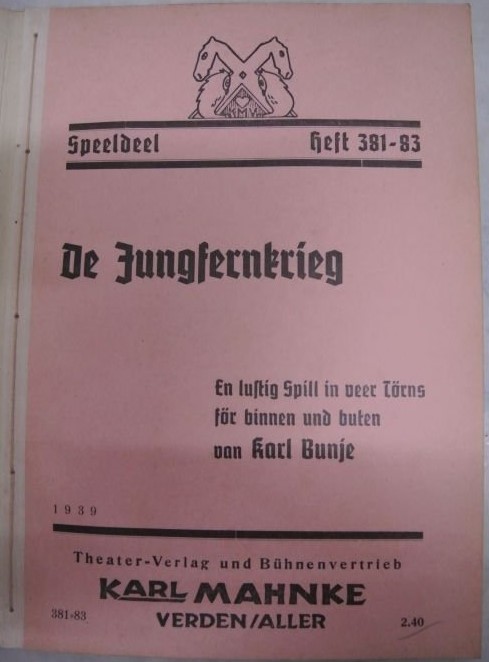 KMV
Speeldeel Heft 381-83
De Jungfernkrieg
En lustig Spill in veer Törns
för binnen und buten
van Karl Bunje
1939
Theater-Verlag und Bühnenvertrieb
KARL MAHNKE
381-83 VERDEN/ALLER 2.40